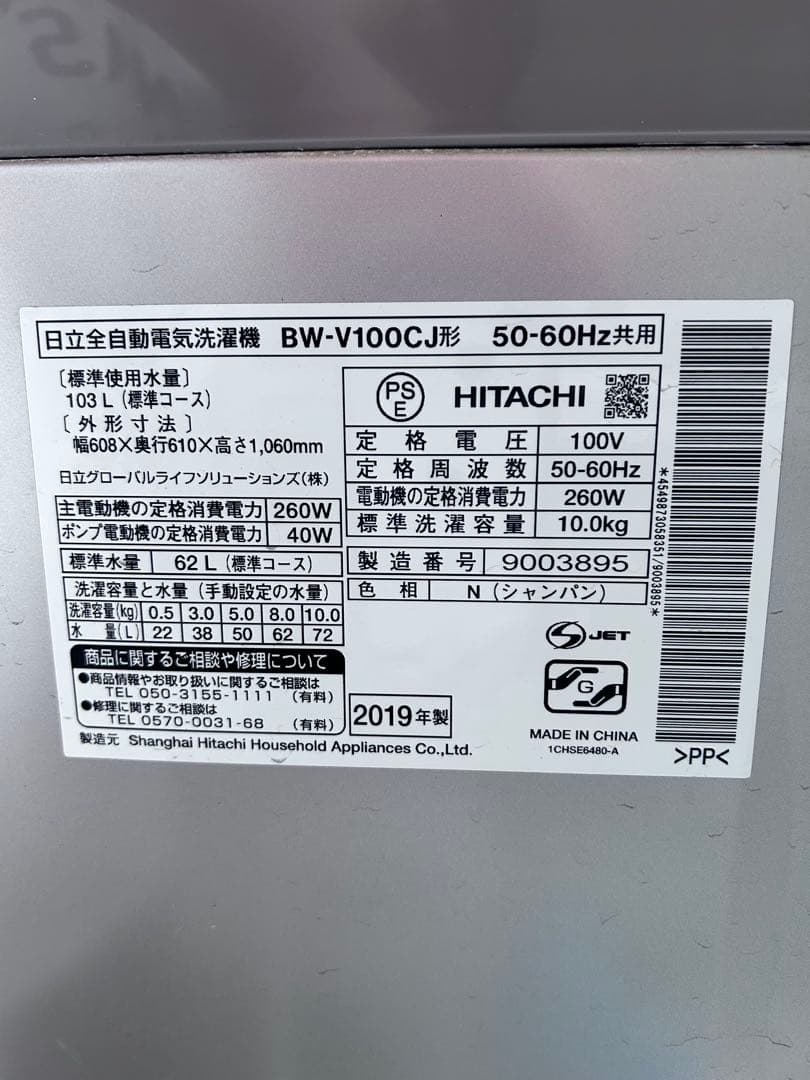 日立全自動電気洗濯機 BW-V100CJ形 50-60Hz共用
〔標準使用水量〕
103 L (標準コース)
〔外形寸法〕
幅608×奥行610×高さ1,060mm
日立グローバルライフソリューションズ(株)
主電動機の定格消費電力 260W
ポンプ電動機の定格消費電力 40W
標準水量 62 L (標準コース)
洗濯容量と水量 (手動設定の水量)
洗濯容量(kg) 0.5 3.0 5.0 8.0 10.0
水量(L) 22 38 50 62 72
商品に関するご相談や修理について
●商品情報やお取り扱いに関するご相談は
TEL 050-3155-1111 (有料)
●修理に関するご相談は
TEL 0570-0031-68 (有料)
製造元 Shanghai Hitachi Household Appliances Co.,Ltd.
PS E HITACHI
定格電圧 100V
定格周波数 50-60Hz
電動機の定格消費電力 260W
標準洗濯容量 10.0kg
製造番号 9003895
色相 N (シャンパン)
S JET
G
2019年製
MADE IN CHINA
1CHSE6480-A
*4549873058351/9003895*
>PP<